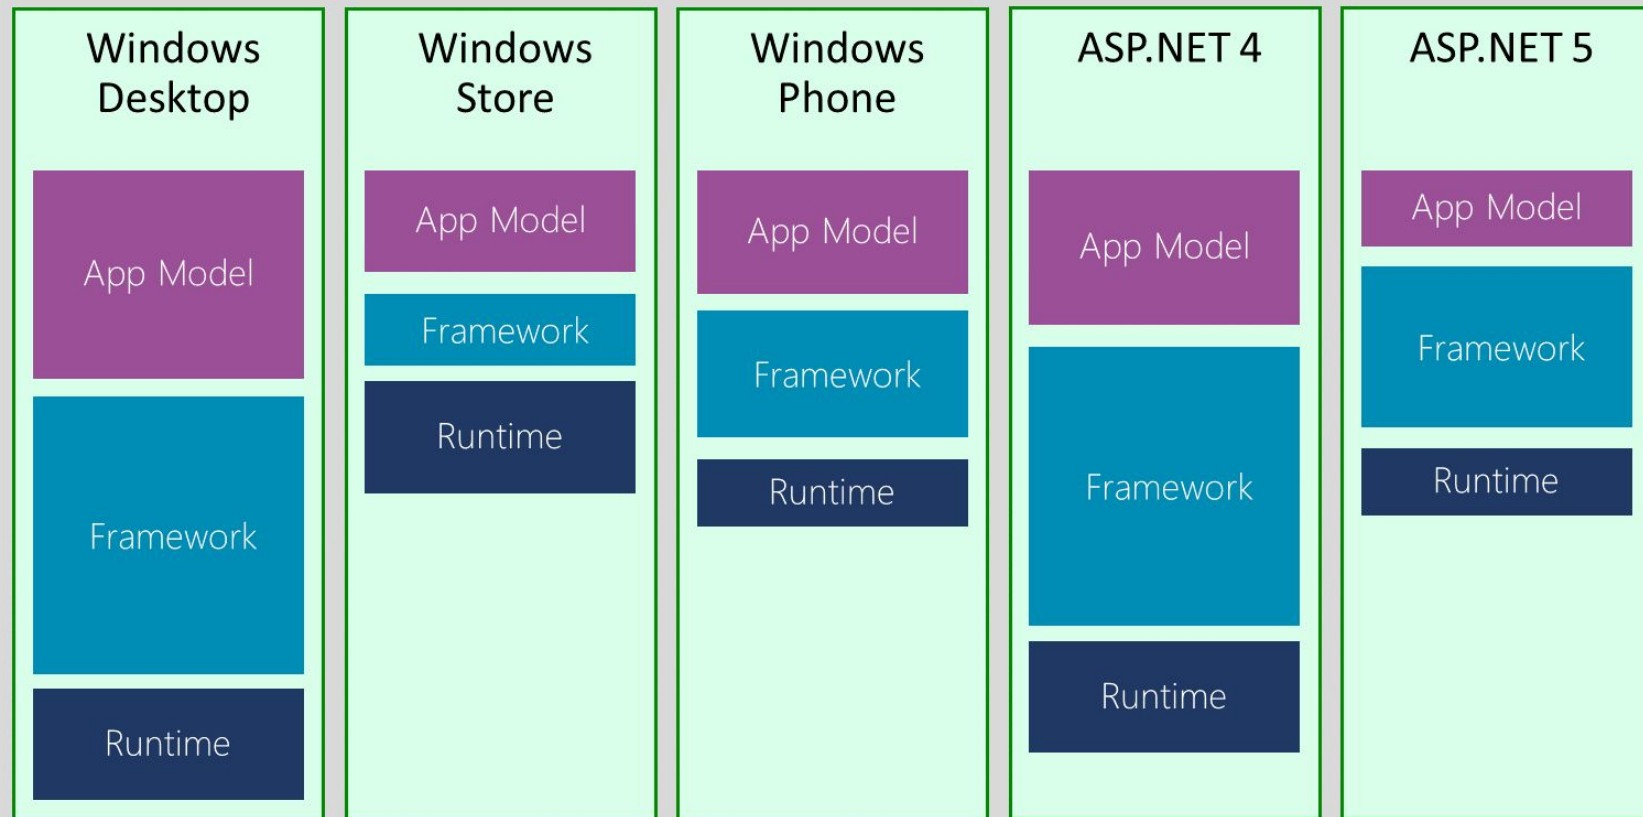 Windows
Desktop
App Model
Framework
Runtime
Windows
Store
App Model
Framework
Runtime
Windows
Phone
App Model
Framework
Runtime
ASP.NET 4
App Model
Framework
Runtime
ASP.NET 5
App Model
Framework
Runtime